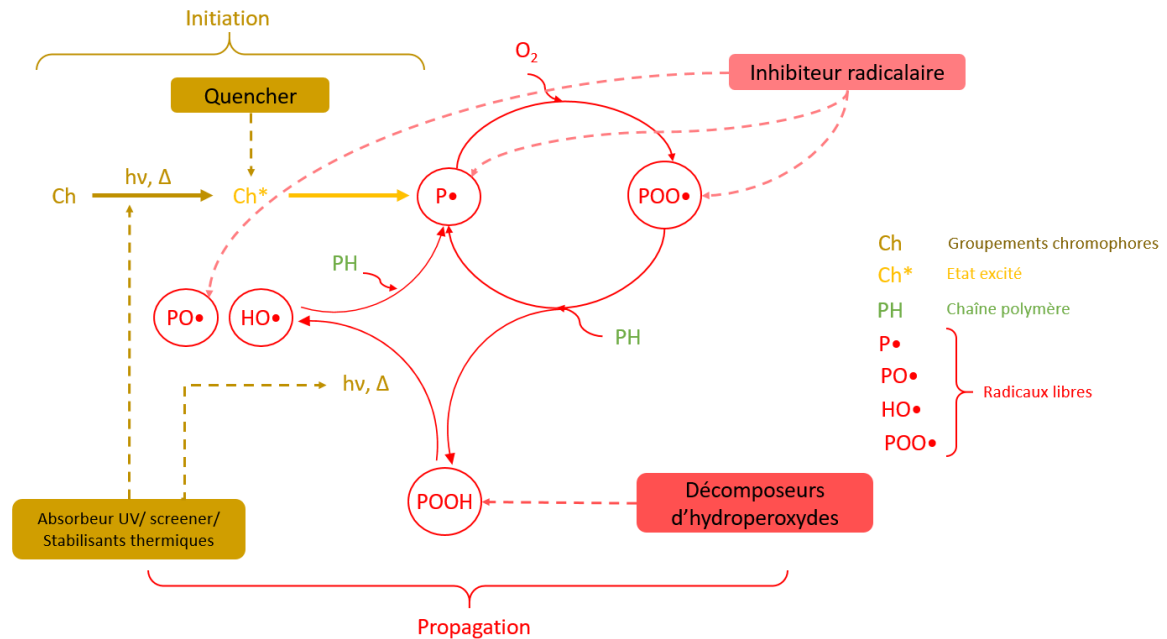 Initiation
O2
Inhibiteur radicalaire
Quencher
hν, Δ
Ch
Ch*
P•
POO•
PH
PO•
HO•
PH
hν, Δ
POOH
Absorbeur UV/ screener/
Stabilisants thermiques
Décomposeurs
d'hydroperoxydes
Propagation
Ch Groupements chromophores
Ch* Etat excité
PH Chaîne polymère
P•
PO•
HO•
POO•
Radicaux libres